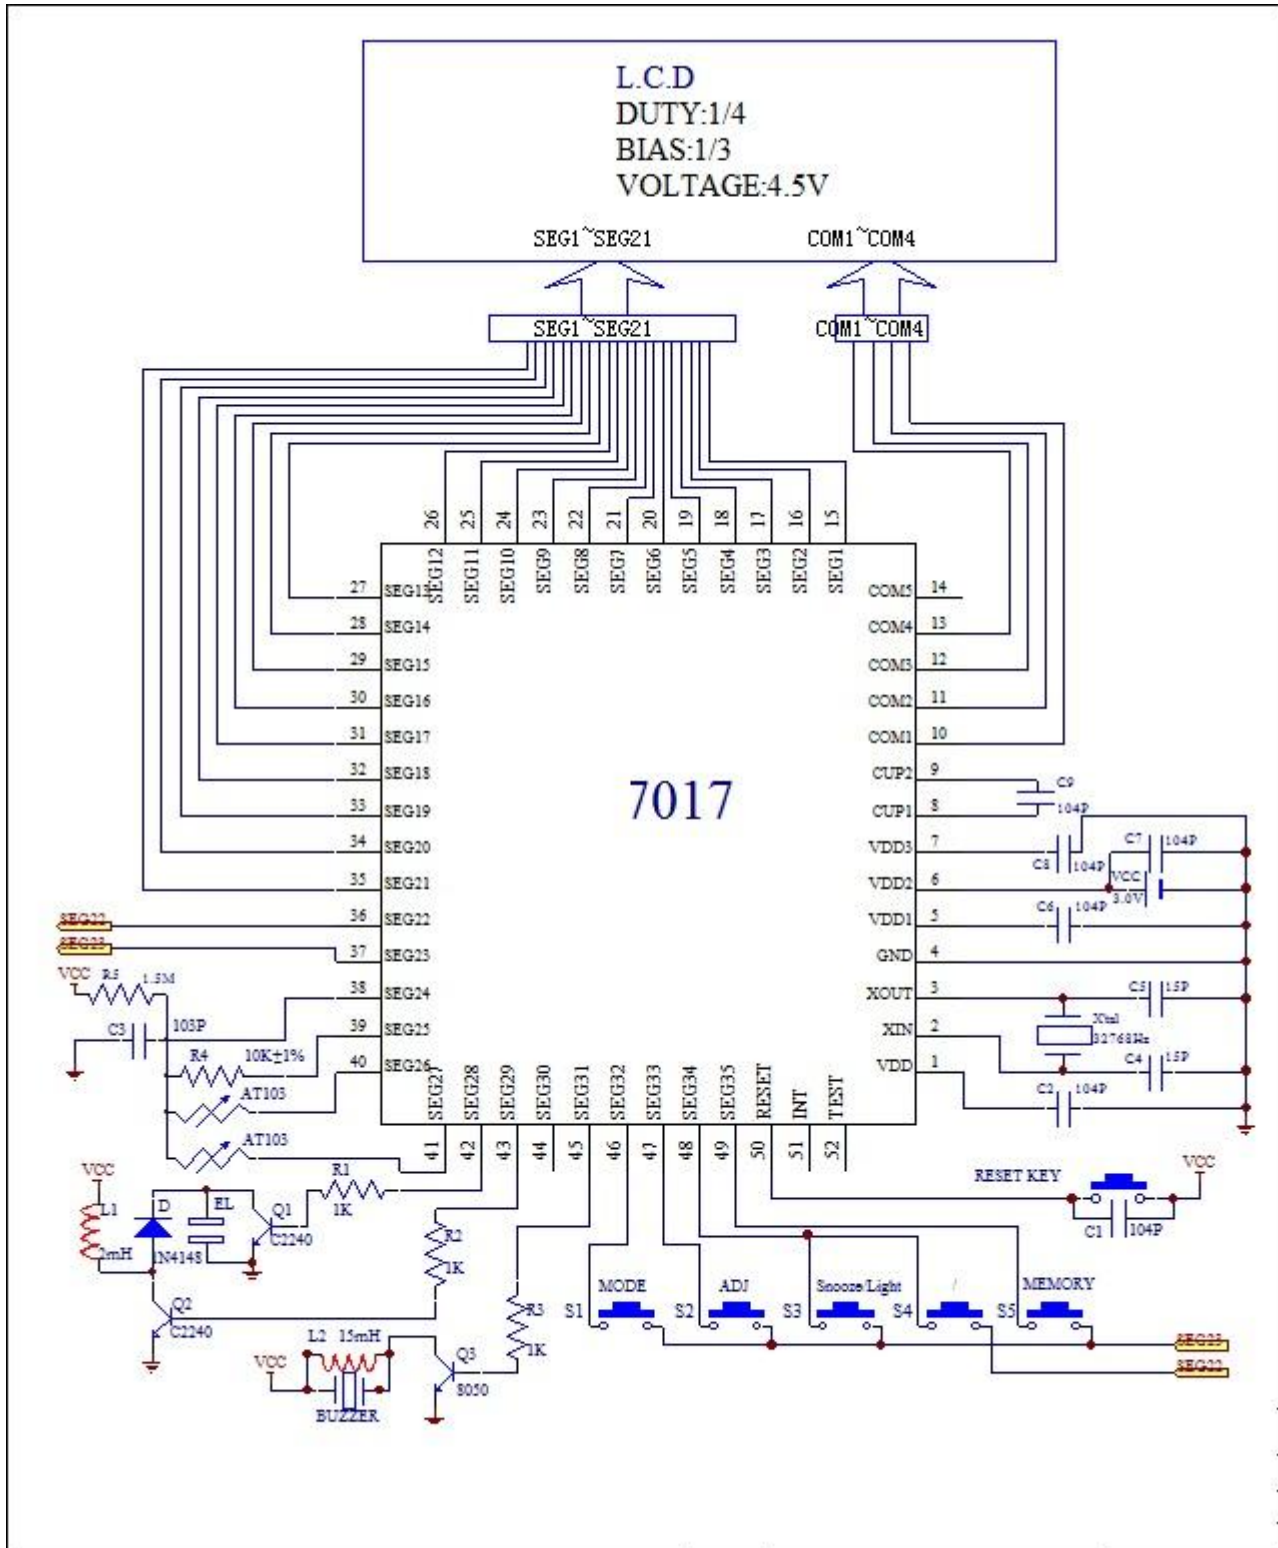 L.C.D
DUTY:1/4
BIAS:1/3
VOLTAGE:4.5V
SEG1~SEG21 COM1~COM4
SEG1~SEG21 COM1~COM4
26 25 24 23 22 21 20 19 18 17 16 15
SEG12 SEG11 SEG10 SEG9 SEG8 SEG7 SEG6 SEG5 SEG4 SEG3 SEG2 SEG1
27 SEG13 COM5 14
28 SEG14 COM4 13
29 SEG15 COM3 12
30 SEG16 COM2 11
31 SEG17 COM1 10
32 SEG18 CUP2 9
C9
104P
7017
33 SEG19 CUP1 8
34 SEG20 VDD3 7
C8 104P
C7 104P
35 SEG21 VDD2 6
VCC
3.0V
36 SEG22 VDD1 5
C6 104P
SEG22
SEG23
37 SEG23 GND 4
VCC R5 1.5M
38 SEG24 XOUT 3
C5 15P
C3 103P
39 SEG25 XIN 2
Xtal
32768Hz
R4 10K±1%
40 SEG26 VDD 1
C4 15P
C2 104P
AT103
AT103
SEG27 SEG28 SEG29 SEG30 SEG31 SEG32 SEG33 SEG34 SEG35 RESET INT TEST
41 42 43 44 45 46 47 48 49 50 51 52
VCC
L1
2mH
D
1N4148
EL
Q1
C2240
R1
1K
R2
1K
RESET KEY
VCC
C1 104P
Q2
C2240
R3
1K
S1 MODE
S2 ADJ
S3 Snooze/Light
S4 /
S5 MEMORY
SEG23
SEG22
L2 15mH
VCC
BUZZER
Q3
8050